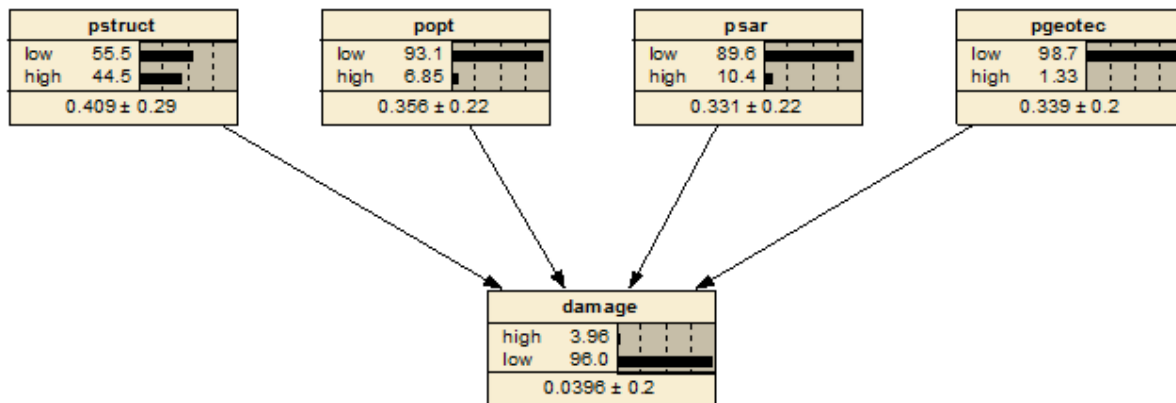 pstruct
low 55.5
high 44.5
0.409 ± 0.29
popt
low 93.1
high 6.85
0.356 ± 0.22
psar
low 89.6
high 10.4
0.331 ± 0.22
pgeotec
low 98.7
high 1.33
0.339 ± 0.2
damage
high 3.96
low 96.0
0.0396 ± 0.2